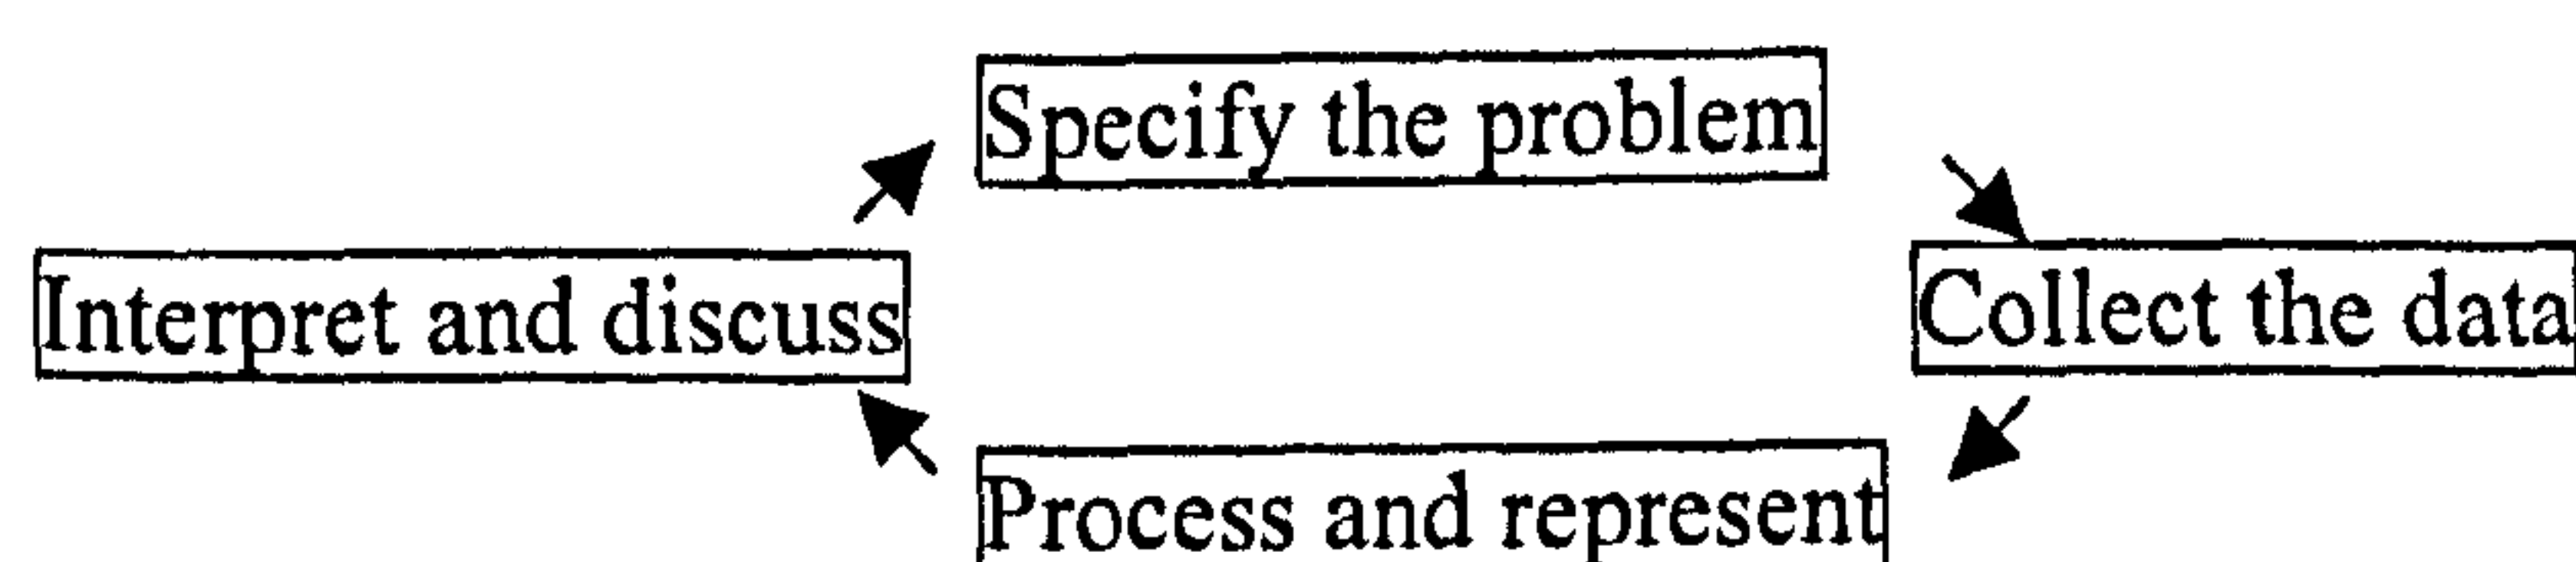 Specify the problem
Interpret and discuss
Collect the data
Process and represent